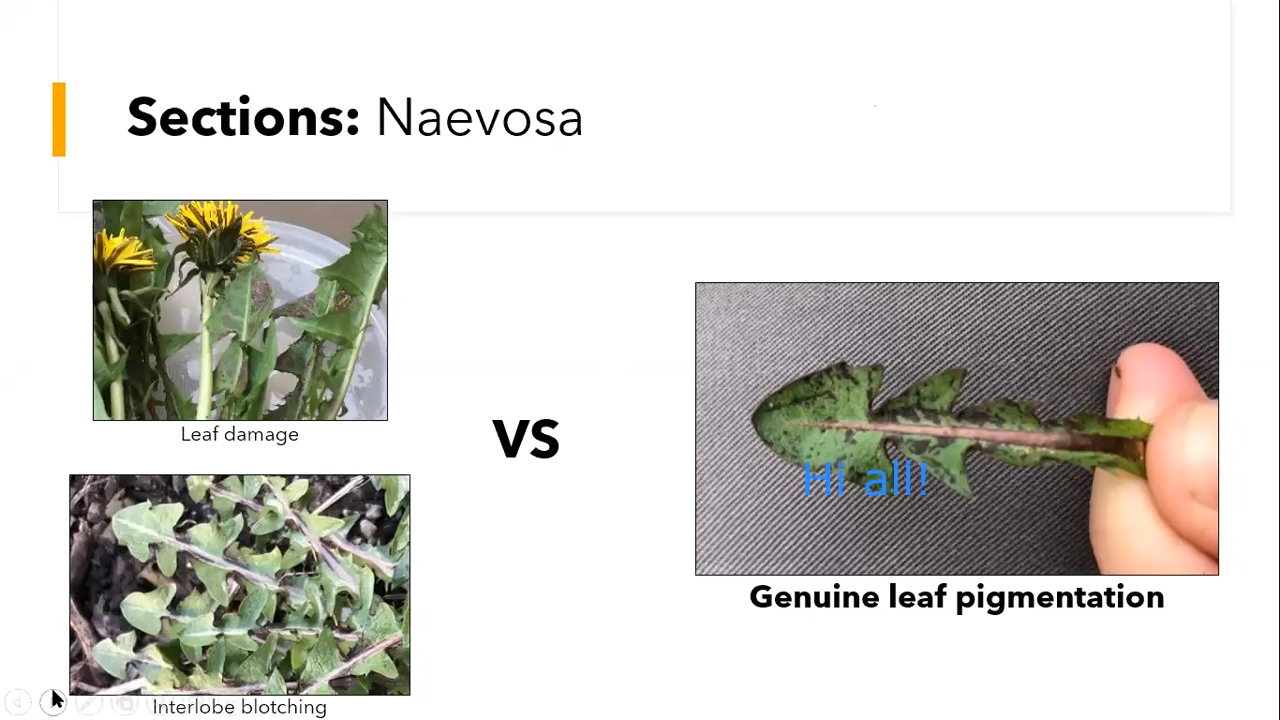 Sections: Naevosa
Leaf damage
VS
Hi all!
Genuine leaf pigmentation
Interlobe blotching